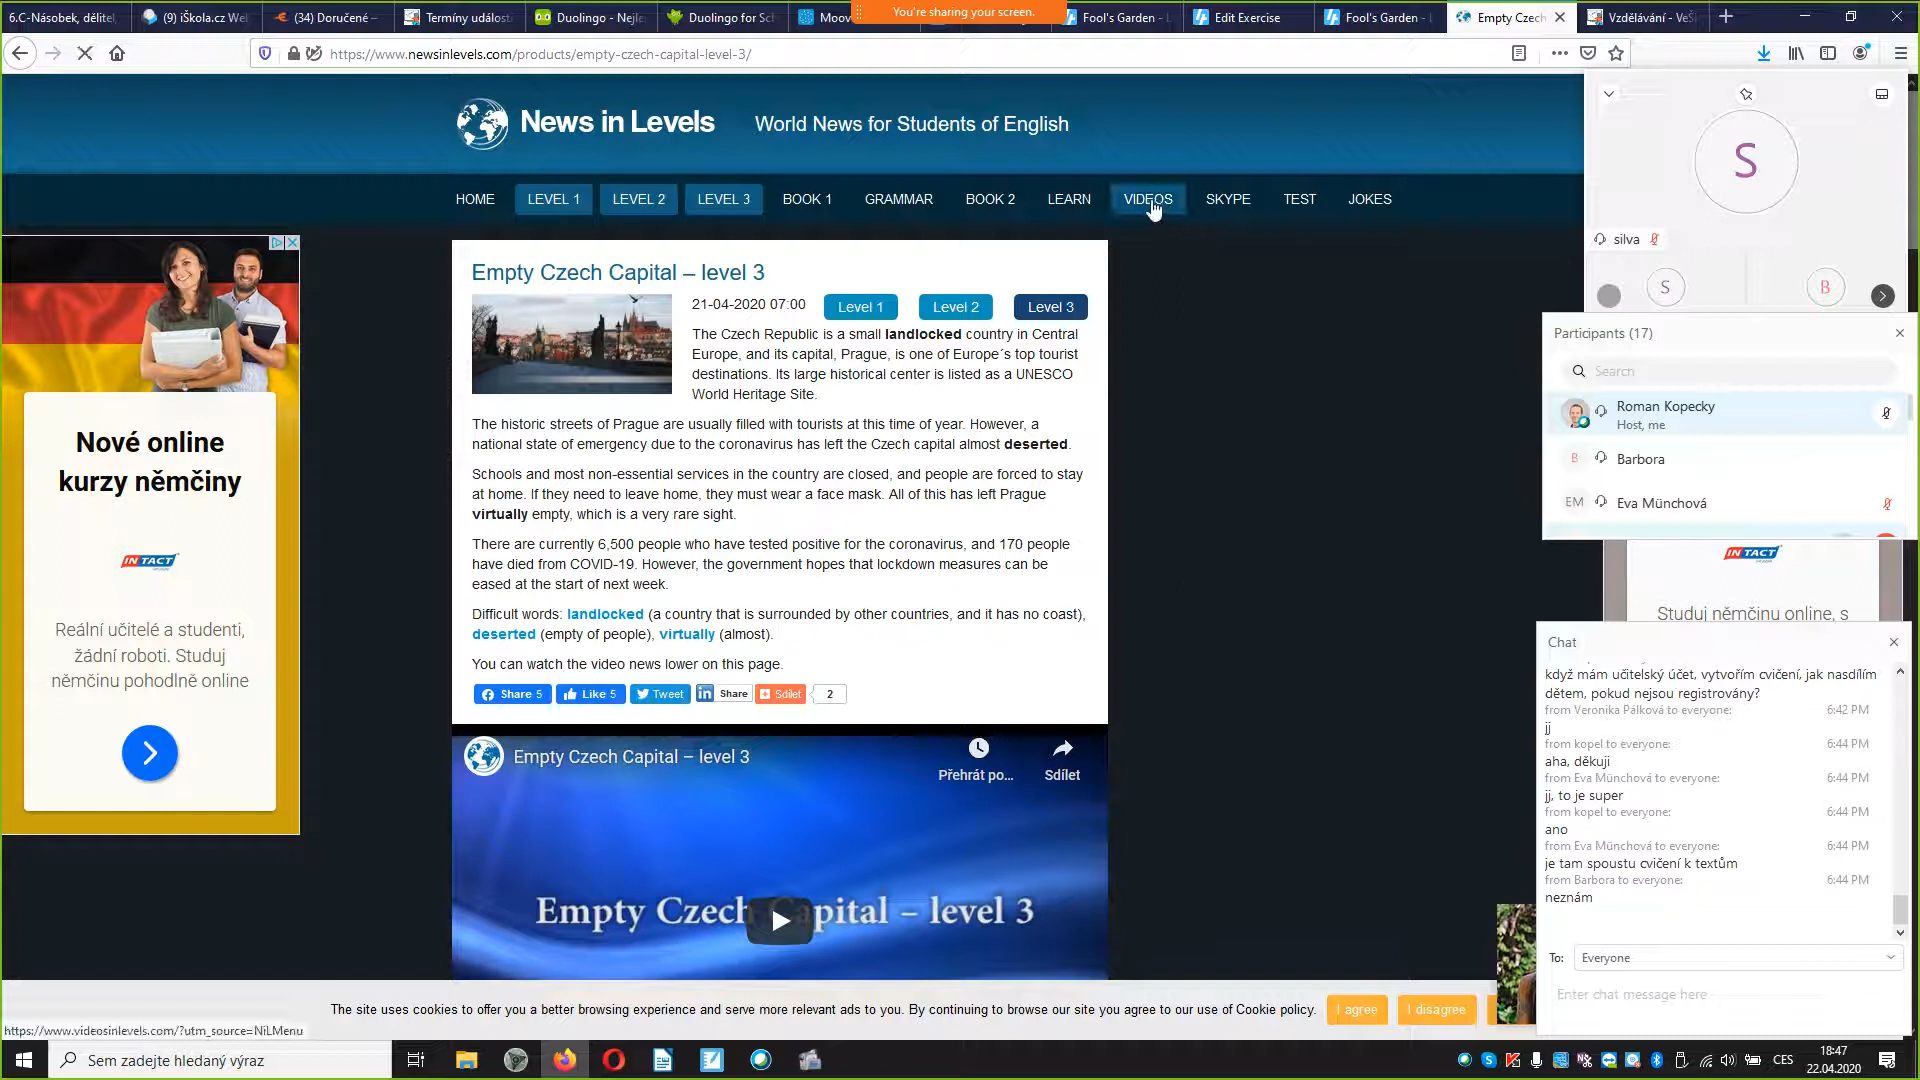 6.C-Násobek, dělitel,
(9) iŠkola.cz We
(34) Doručené –
Termíny událostí
Duolingo - Nejle
Duolingo for Sch
Moov
You're sharing your screen.
Fool's Garden - L
Edit Exercise
Fool's Garden - L
Empty Czech
Vzdělávání - Ve
https://www.newsinlevels.com/products/empty-czech-capital-level-3/
News in Levels
World News for Students of English
HOME
LEVEL 1
LEVEL 2
LEVEL 3
BOOK 1
GRAMMAR
BOOK 2
LEARN
VIDEOS
SKYPE
TEST
JOKES
Empty Czech Capital – level 3
21-04-2020 07:00
Level 1
Level 2
Level 3
The Czech Republic is a small landlocked country in Central
Europe, and its capital, Prague, is one of Europe´s top tourist
destinations. Its large historical center is listed as a UNESCO
World Heritage Site.
The historic streets of Prague are usually filled with tourists at this time of year. However, a
national state of emergency due to the coronavirus has left the Czech capital almost deserted.
Schools and most non-essential services in the country are closed, and people are forced to stay
at home. If they need to leave home, they must wear a face mask. All of this has left Prague
virtually empty, which is a very rare sight.
There are currently 6,500 people who have tested positive for the coronavirus, and 170 people
have died from COVID-19. However, the government hopes that lockdown measures can be
eased at the start of next week.
Difficult words: landlocked (a country that is surrounded by other countries, and it has no coast),
deserted (empty of people), virtually (almost).
You can watch the video news lower on this page.
Share 5
Like 5
Tweet
in Share
Sdílet
2
Empty Czech Capital – level 3
Přehrát po...
Sdílet
Empty Czech Capital – level 3
Nové online
kurzy němčiny
INTACT
Reální učitelé a studenti,
žádní roboti. Studuj
němčinu pohodlně online
S
silva
S
B
Participants (17)
Search
Roman Kopecky
Host, me
B
Barbora
EM
Eva Münchová
INTACT
Studuj němčinu online, s
Chat
když mám učitelský účet, vytvořím cvičení, jak nasdílím
dětem, pokud nejsou registrovány?
from Veronika Pálková to everyone:
6:42 PM
jj
from kopel to everyone:
6:44 PM
aha, děkuji
from Eva Münchová to everyone:
6:44 PM
jj, to je super
from kopel to everyone:
6:44 PM
ano
from Eva Münchová to everyone:
6:44 PM
je tam spoustu cvičení k textům
from Barbora to everyone:
6:44 PM
neznám
To:
Everyone
Enter chat message here
The site uses cookies to offer you a better browsing experience and serve more relevant ads to you. By continuing to browse our site you agree to our use of Cookie policy.
I agree
I disagree
https://www.videosinlevels.com/?utm_source=NiLMenu
Sem zadejte hledaný výraz
CES
18:47
22.04.2020